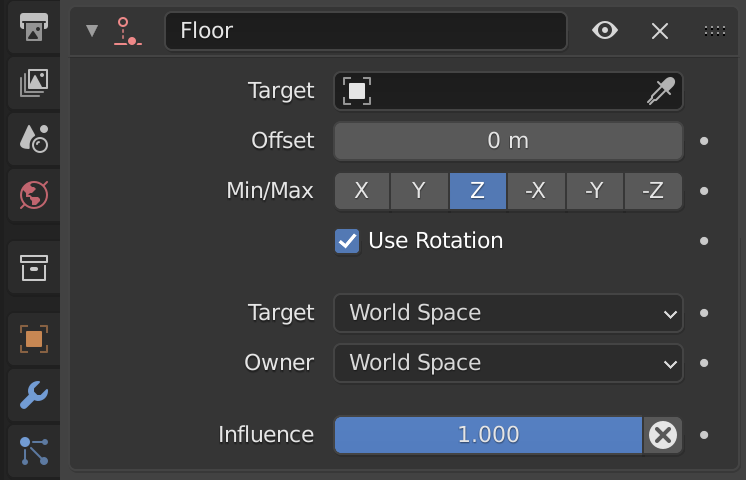 Floor
Target
Offset 0 m
Min/Max X Y Z -X -Y -Z
Use Rotation
Target World Space
Owner World Space
Influence 1.000